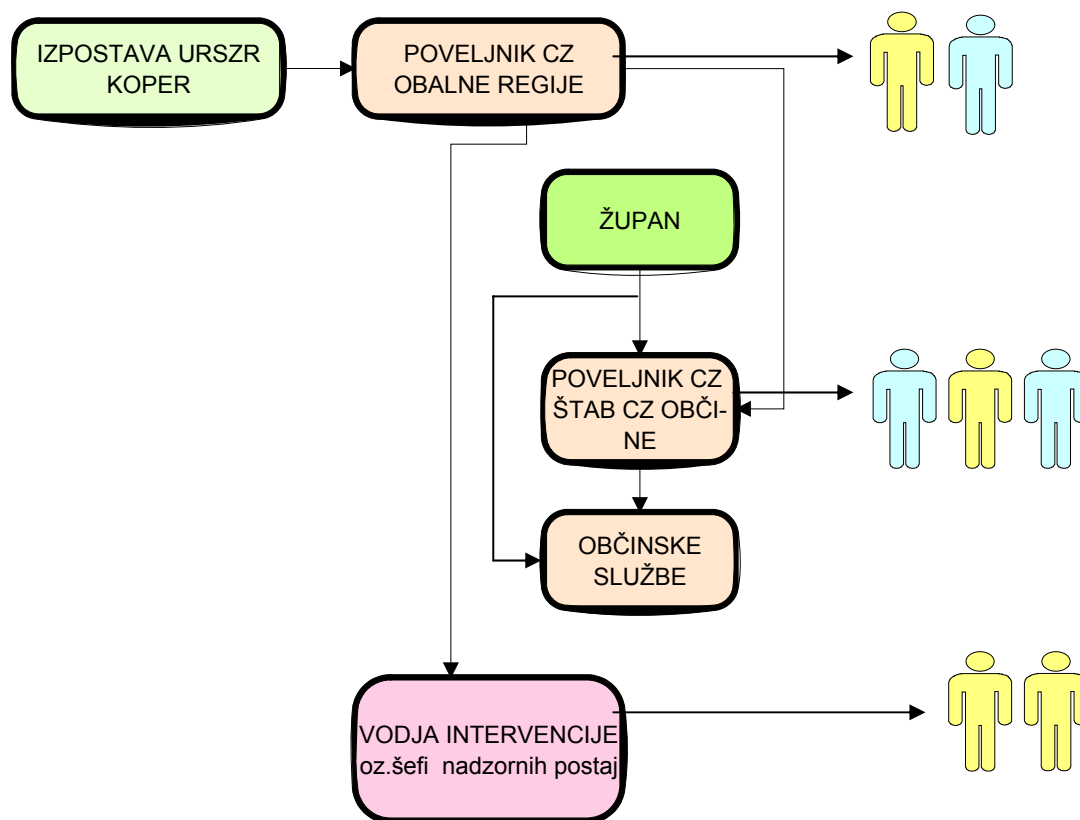 IZPOSTAVA URSZR
KOPER
POVELJNIK CZ
OBALNE REGIJE
ŽUPAN
POVELJNIK CZ
ŠTAB CZ OBČI-
NE
OBČINSKE
SLUŽBE
VODJA INTERVENCIJE
oz.šefi nadzornih postaj